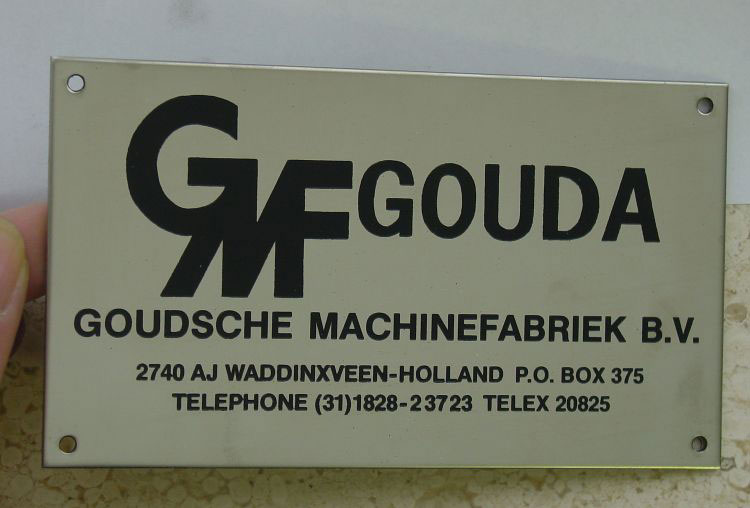 GMF GOUDA
GOUDSCHE MACHINEFABRIEK B.V.
2740 AJ WADDINXVEEN-HOLLAND P.O. BOX 375
TELEPHONE (31)1828-23723 TELEX 20825